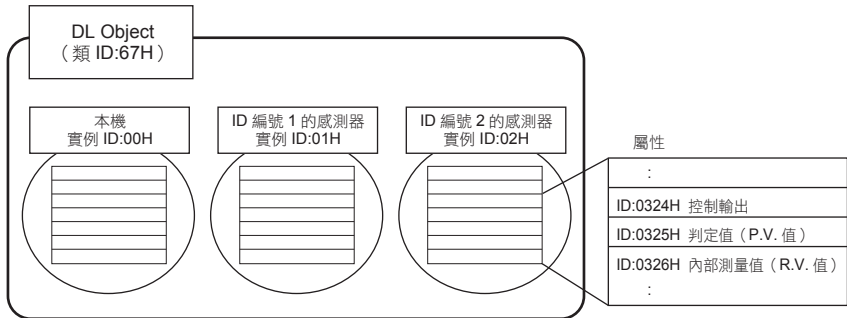 DL Object
（類 ID:67H）
本機
實例 ID:00H
ID 編號 1 的感測器
實例 ID:01H
ID 編號 2 的感測器
實例 ID:02H
屬性
:
ID:0324H 控制輸出
ID:0325H 判定值（P.V. 值）
ID:0326H 內部測量值（R.V. 值）
: